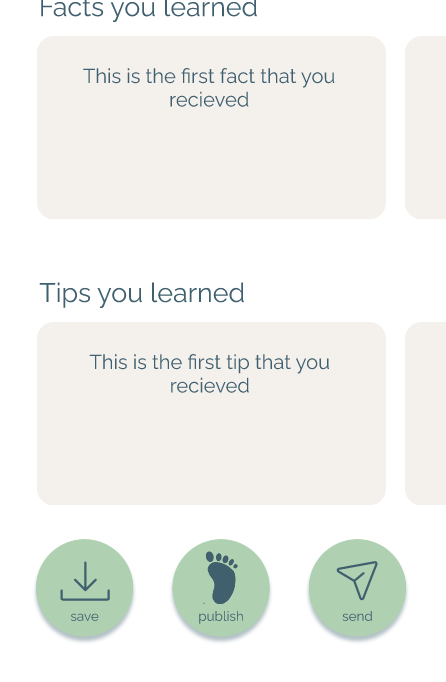 Facts you learned
This is the first fact that you
recieved
Tips you learned
This is the first tip that you
recieved
save
publish
send